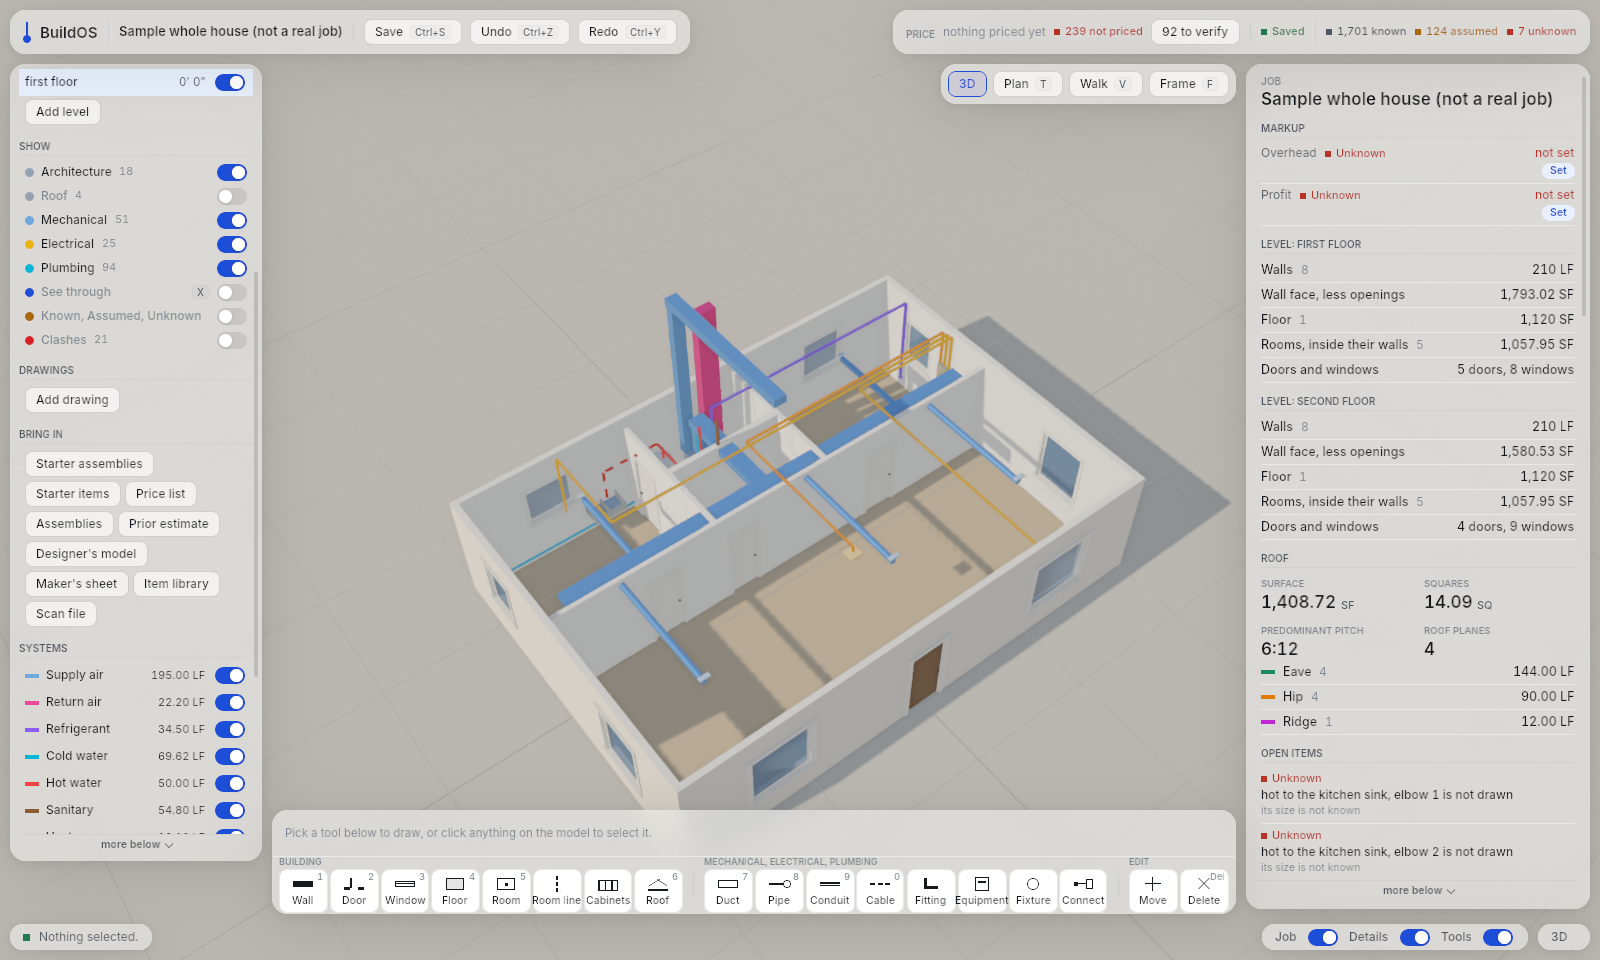 BuildOS
Sample whole house (not a real job)
Save Ctrl+S
Undo Ctrl+Z
Redo Ctrl+Y
PRICE nothing priced yet 239 not priced 92 to verify Saved 1,701 known 124 assumed 7 unknown
first floor 0' 0"
Add level
SHOW
Architecture 18
Roof 4
Mechanical 51
Electrical 25
Plumbing 94
See through X
Known, Assumed, Unknown
Clashes 21
DRAWINGS
Add drawing
BRING IN
Starter assemblies
Starter items Price list
Assemblies Prior estimate
Designer's model
Maker's sheet Item library
Scan file
SYSTEMS
Supply air 195.00 LF
Return air 22.20 LF
Refrigerant 34.50 LF
Cold water 69.62 LF
Hot water 50.00 LF
Sanitary 54.80 LF
more below
Nothing selected.
3D Plan T Walk V Frame F
Pick a tool below to draw, or click anything on the model to select it.
BUILDING
1 Wall
2 Door
3 Window
4 Floor
5 Room
Room line
Cabinets
6 Roof
MECHANICAL, ELECTRICAL, PLUMBING
7 Duct
8 Pipe
9 Conduit
0 Cable
Fitting
Equipment
Fixture
Connect
EDIT
Move
Del Delete
JOB
Sample whole house (not a real job)
MARKUP
Overhead Unknown not set
Set
Profit Unknown not set
Set
LEVEL: FIRST FLOOR
Walls 8 210 LF
Wall face, less openings 1,793.02 SF
Floor 1 1,120 SF
Rooms, inside their walls 5 1,057.95 SF
Doors and windows 5 doors, 8 windows
LEVEL: SECOND FLOOR
Walls 8 210 LF
Wall face, less openings 1,580.53 SF
Floor 1 1,120 SF
Rooms, inside their walls 5 1,057.95 SF
Doors and windows 4 doors, 9 windows
ROOF
SURFACE SQUARES
1,408.72 SF 14.09 SQ
PREDOMINANT PITCH ROOF PLANES
6:12 4
Eave 4 144.00 LF
Hip 4 90.00 LF
Ridge 1 12.00 LF
OPEN ITEMS
Unknown
hot to the kitchen sink, elbow 1 is not drawn
its size is not known
Unknown
hot to the kitchen sink, elbow 2 is not drawn
its size is not known
more below
Job Details Tools 3D